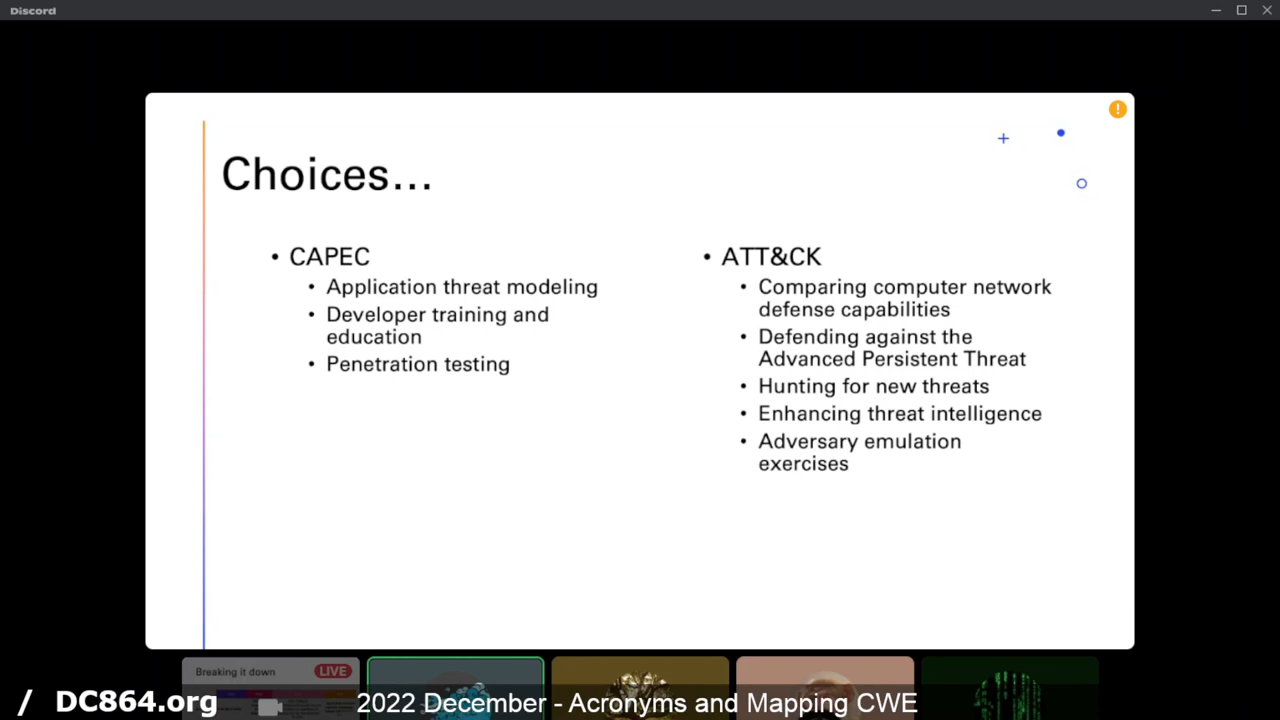 Discord
Choices...
• CAPEC
• Application threat modeling
• Developer training and
education
• Penetration testing
• ATT&CK
• Comparing computer network
defense capabilities
• Defending against the
Advanced Persistent Threat
• Hunting for new threats
• Enhancing threat intelligence
• Adversary emulation
exercises
Breaking it down
LIVE
/ DC864.org
2022 December - Acronyms and Mapping CWE